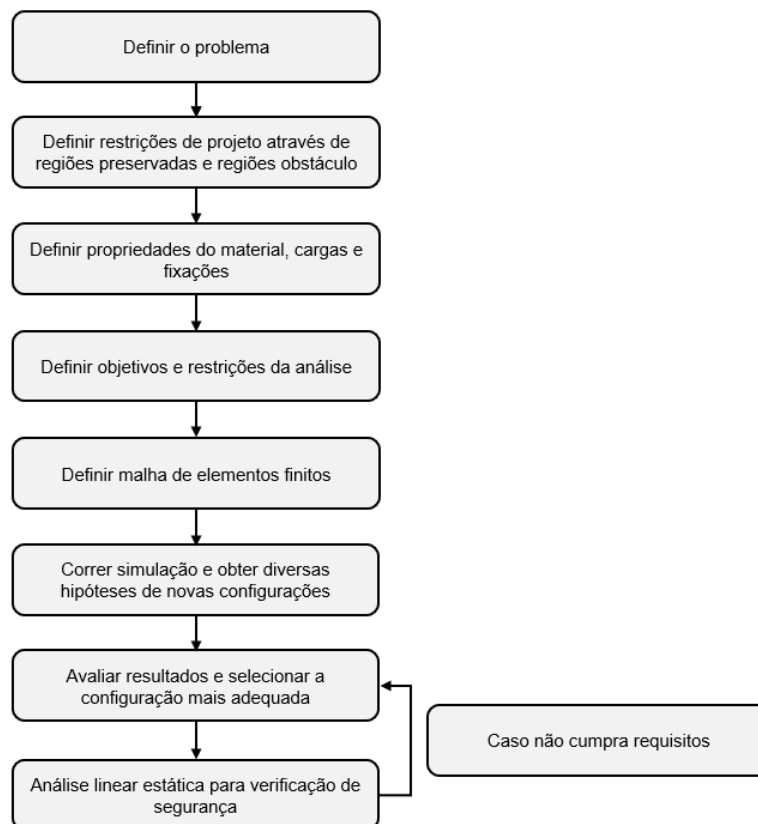 Definir o problema
Definir restrições de projeto através de
regiões preservadas e regiões obstáculo
Definir propriedades do material, cargas e
fixações
Definir objetivos e restrições da análise
Definir malha de elementos finitos
Correr simulação e obter diversas
hipóteses de novas configurações
Avaliar resultados e selecionar a
configuração mais adequada
Caso não cumpra requisitos
Análise linear estática para verificação de
segurança